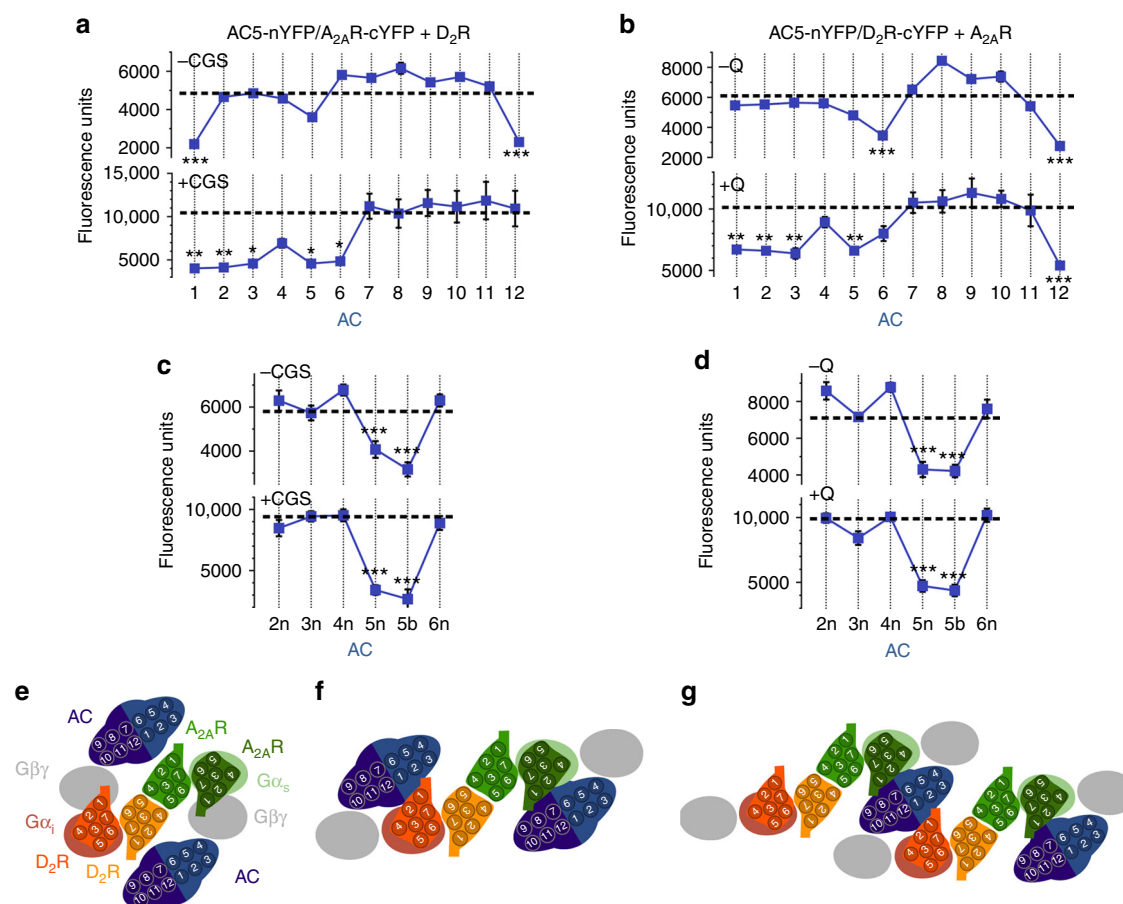 a
AC5-nYFP/A2AR-cYFP + D2R
–CGS
6000
4000
2000
*** ***
+CGS
15,000
10,000
5000
** ** * * *
Fluorescence units
1 2 3 4 5 6 7 8 9 10 11 12
AC
b
AC5-nYFP/D2R-cYFP + A2AR
–Q
8000
6000
4000
2000
*** ***
+Q
10,000
5000
** ** ** ** ***
Fluorescence units
1 2 3 4 5 6 7 8 9 10 11 12
AC
c
–CGS
6000
4000
*** ***
+CGS
10,000
5000
*** ***
Fluorescence units
2n 3n 4n 5n 5b 6n
AC
d
–Q
8000
6000
4000
*** ***
+Q
10,000
5000
*** ***
Fluorescence units
2n 3n 4n 5n 5b 6n
AC
e
AC
A2AR
A2AR
Gβγ
Gαs
Gαi
Gβγ
D2R
D2R
AC
f
g